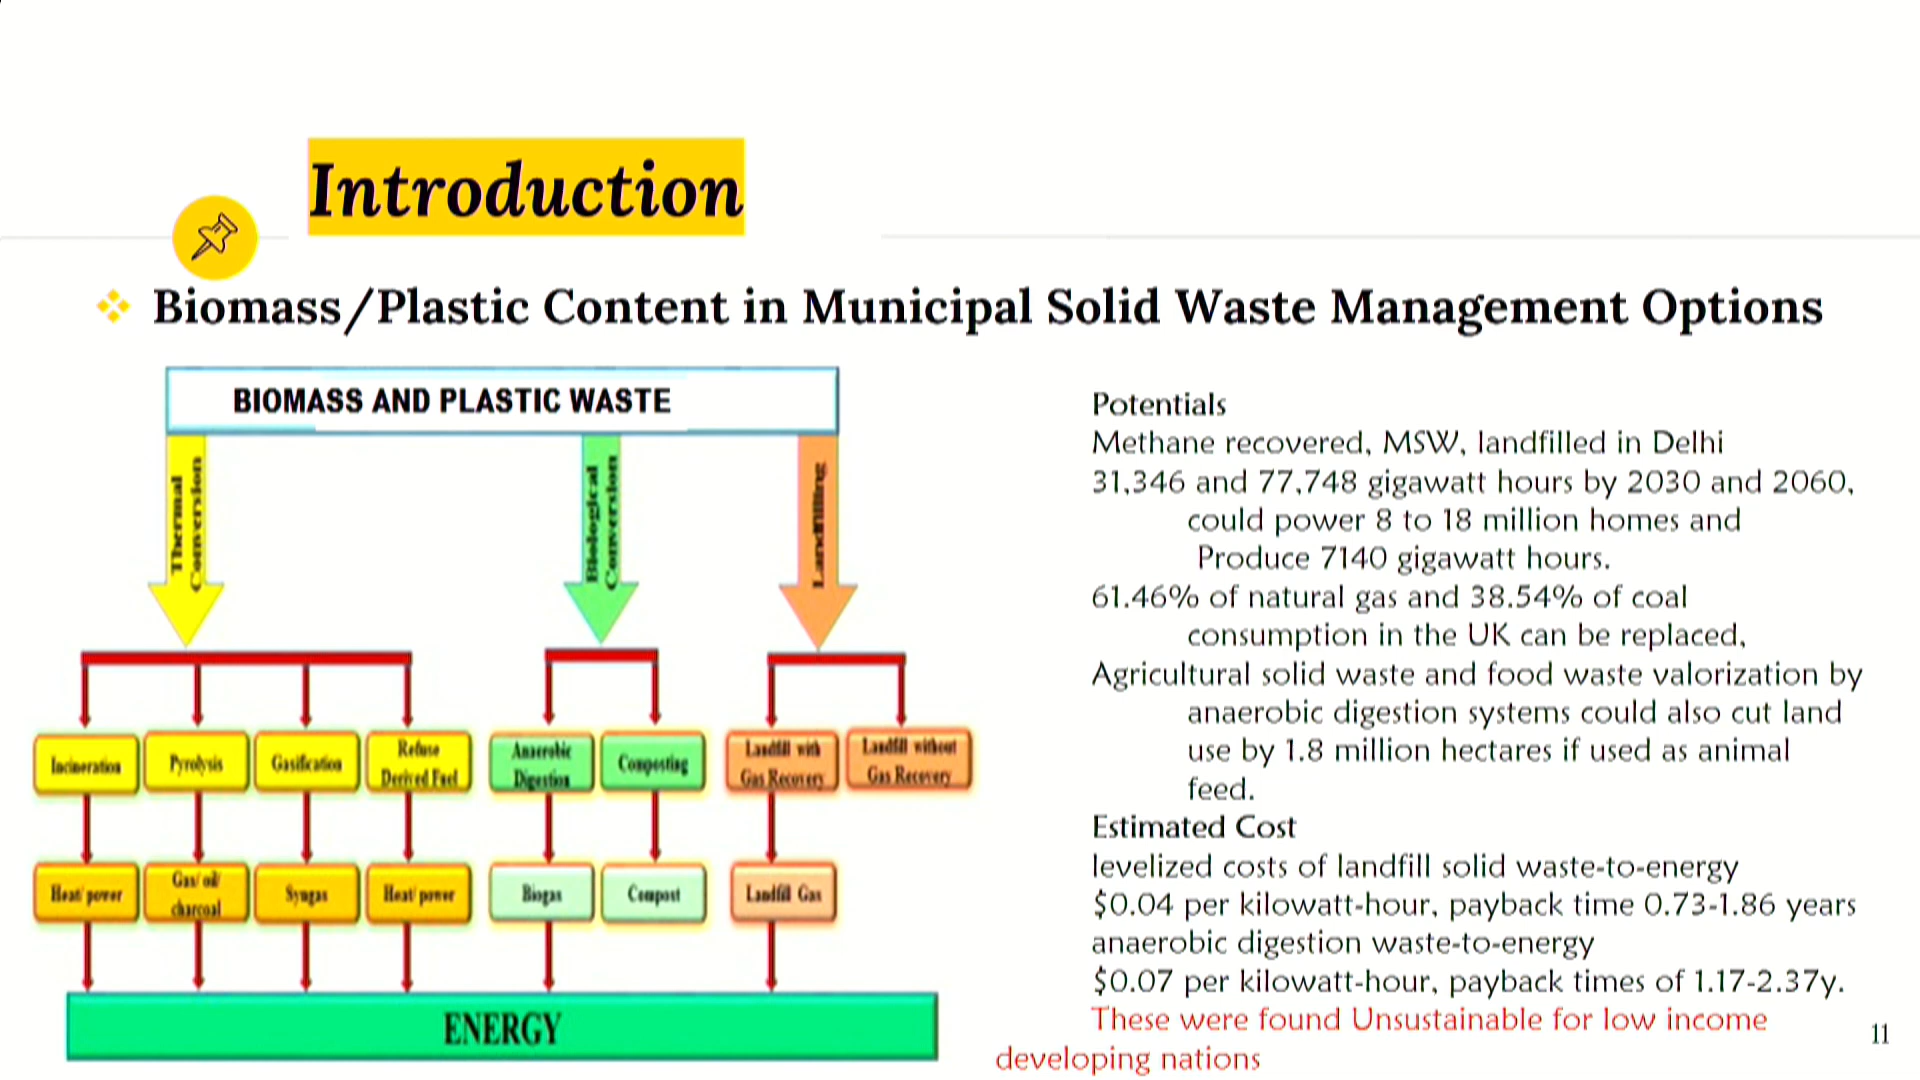 Introduction
Biomass/Plastic Content in Municipal Solid Waste Management Options
BIOMASS AND PLASTIC WASTE
Thermal
Conversion
Biological
Conversion
Landfilling
Incineration
Pyrolysis
Gasification
Refuse
Derived Fuel
Anaerobic
Digestion
Composting
Landfill with
Gas Recovery
Landfill without
Gas Recovery
Heat/ power
Gas/ oil/
charcoal
Syngas
Heat/ power
Biogas
Compost
Landfill Gas
ENERGY
Potentials
Methane recovered, MSW, landfilled in Delhi
31,346 and 77,748 gigawatt hours by 2030 and 2060,
could power 8 to 18 million homes and
Produce 7140 gigawatt hours.
61.46% of natural gas and 38.54% of coal
consumption in the UK can be replaced,
Agricultural solid waste and food waste valorization by
anaerobic digestion systems could also cut land
use by 1.8 million hectares if used as animal
feed.
Estimated Cost
levelized costs of landfill solid waste-to-energy
$0.04 per kilowatt-hour, payback time 0.73-1.86 years
anaerobic digestion waste-to-energy
$0.07 per kilowatt-hour, payback times of 1.17-2.37y.
These were found Unsustainable for low income
developing nations
11